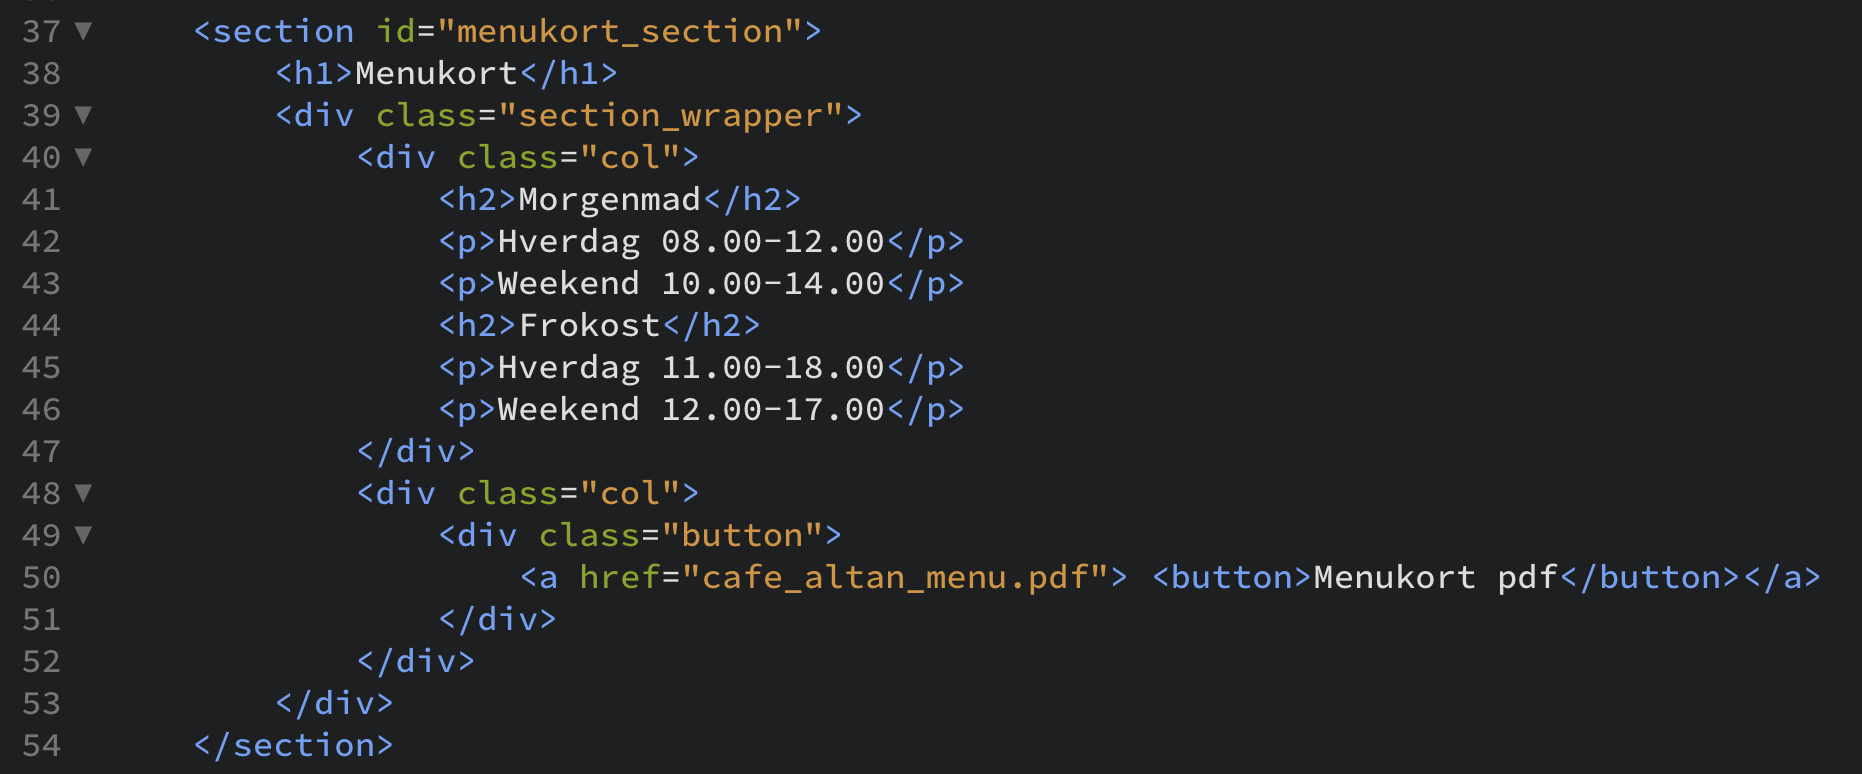 37 ▼ <section id="menukort_section">
38 <h1>Menukort</h1>
39 ▼ <div class="section_wrapper">
40 ▼ <div class="col">
41 <h2>Morgenmad</h2>
42 <p>Hverdag 08.00-12.00</p>
43 <p>Weekend 10.00-14.00</p>
44 <h2>Frokost</h2>
45 <p>Hverdag 11.00-18.00</p>
46 <p>Weekend 12.00-17.00</p>
47 </div>
48 ▼ <div class="col">
49 ▼ <div class="button">
50 <a href="cafe_altan_menu.pdf"> <button>Menukort pdf</button></a>
51 </div>
52 </div>
53 </div>
54 </section>